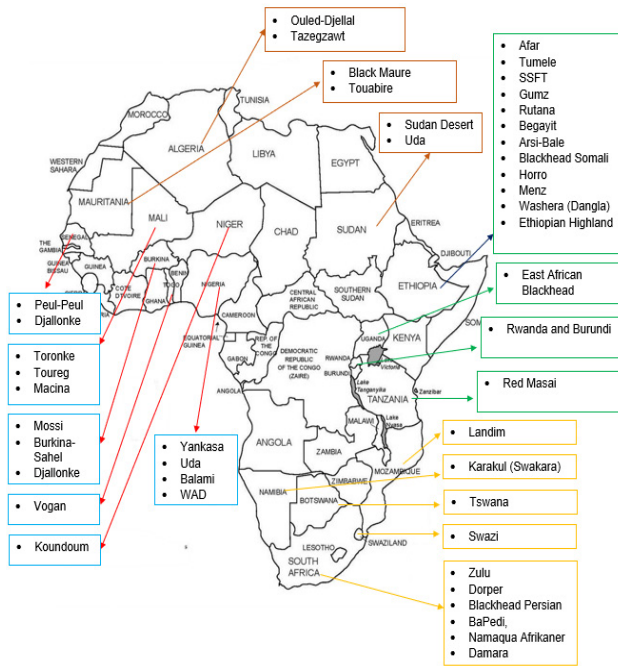 • Ouled-Djellal
• Tazegzawt
• Black Maure
• Touabire
• Sudan Desert
• Uda
• Afar
• Tumele
• SSFT
• Gumz
• Rutana
• Begayit
• Arsi-Bale
• Blackhead Somali
• Horro
• Menz
• Washera (Dangla)
• Ethiopian Highland
• East African
Blackhead
• Rwanda and Burundi
• Red Masai
• Landim
• Karakul (Swakara)
• Tswana
• Swazi
• Zulu
• Dorper
• Blackhead Persian
• BaPedi,
• Namaqua Afrikaner
• Damara
• Peul-Peul
• Djallonke
• Toronke
• Toureg
• Macina
• Mossi
• Burkina-
Sahel
• Djallonke
• Vogan
• Koundoum
• Yankasa
• Uda
• Balami
• WAD
TUNISIA
MOROCCO
ALGERIA
LIBYA
EGYPT
WESTERN
SAHARA
MAURITANIA
MALI
NIGER
CHAD
SUDAN
ERITREA
DJIBOUTI
THE
GAMBIA
SENEGAL
GUINEA
BISSAU
GUINEA
BURKINA
BENIN
TOGO
GHANA
COTE
D'IVOIRE
NIGERIA
CAMEROON
CENTRAL
AFRICAN
REPUBLIC
SOUTHERN
SUDAN
ETHIOPIA
SOM
EQUATORIAL
GUINEA
GABON
REP. OF
THE
CONGO
DEMOCRATIC
REPUBLIC
OF THE CONGO
(ZAIRE)
UGANDA
KENYA
RWANDA
BURUNDI
Victoria
Lake
Tanganyika
TANZANIA
Zanzibar
ANGOLA
ANGOLA
MALAWI
Lake
ZAMBIA
MOZAMBIQUE
ZIMBABWE
NAMIBIA
BOTSWANA
SWAZILAND
LESOTHO
SOUTH
AFRICA